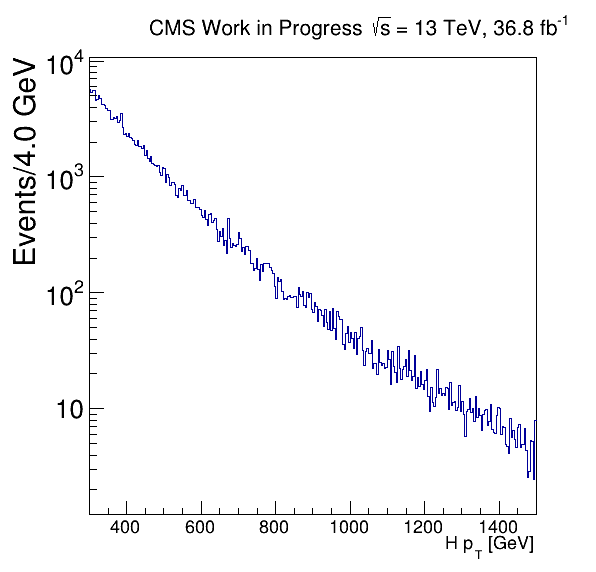 CMS Work in Progress √s = 13 TeV, 36.8 fb⁻¹
Events/4.0 GeV
10⁴
10³
10²
10
400 600 800 1000 1200 1400
H p_T [GeV]